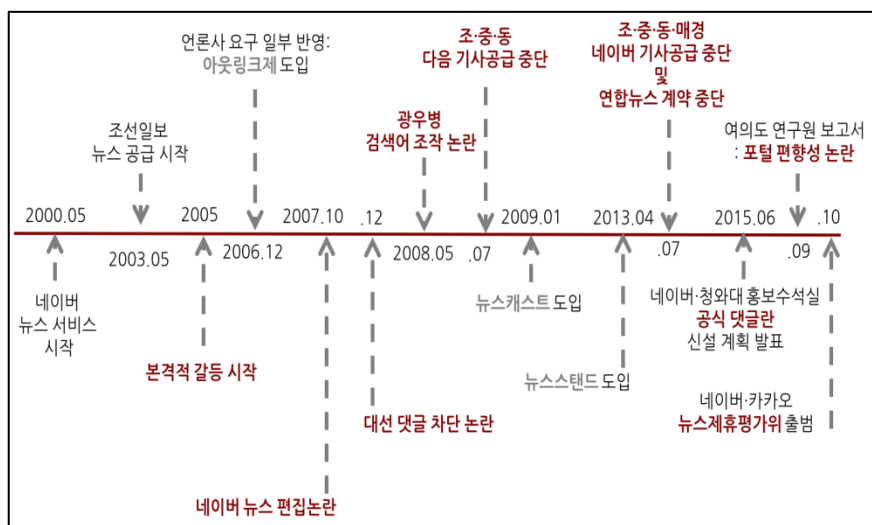 언론사 요구 일부 반영:
아웃링크제 도입
조·중·동
다음 기사공급 중단
조·중·동·매경
네이버 기사공급 중단
및
연합뉴스 계약 중단
광우병
검색어 조작 논란
조선일보
뉴스 공급 시작
여의도 연구원 보고서
: 포털 편향성 논란
2000.05
2005
2007.10
.12
2009.01
2013.04
2015.06
.10
2003.05
2006.12
2008.05
.07
.07
.09
네이버
뉴스 서비스
시작
뉴스캐스트 도입
네이버·청와대 홍보수석실
공식 댓글란
신설 계획 발표
본격적 갈등 시작
뉴스스탠드 도입
대선 댓글 차단 논란
네이버·카카오
뉴스제휴평가위 출범
네이버 뉴스 편집논란